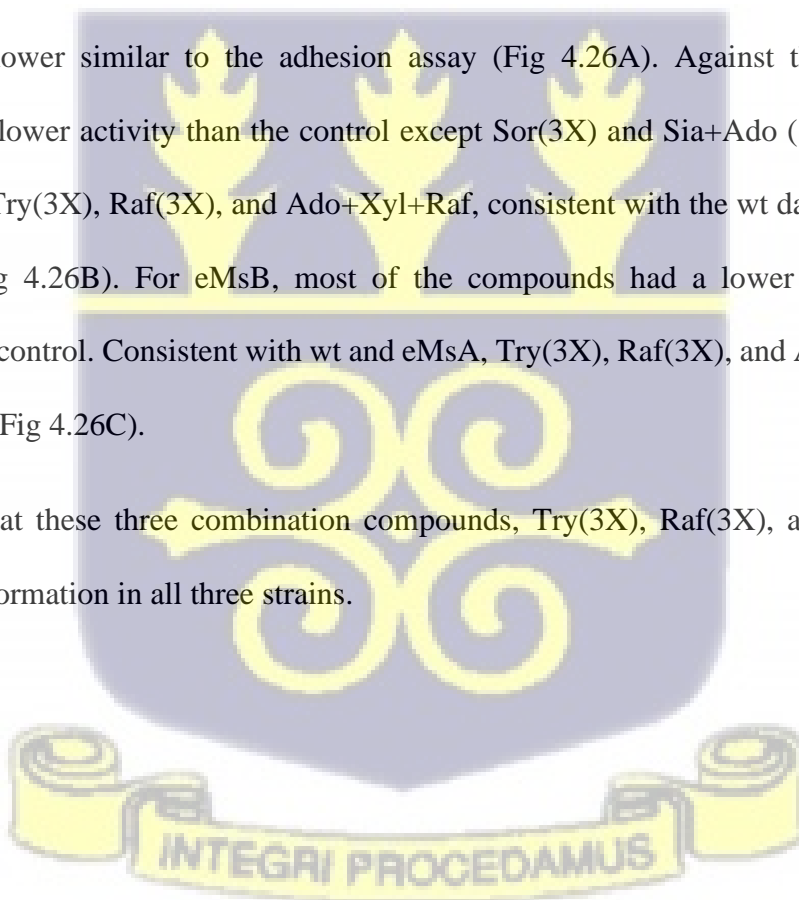 ower similar to the adhesion assay (Fig 4.26A). Against t
lower activity than the control except Sor(3X) and Sia+Ado (
Try(3X), Raf(3X), and Ado+Xyl+Raf, consistent with the wt da
g 4.26B). For eMsB, most of the compounds had a lower
control. Consistent with wt and eMsA, Try(3X), Raf(3X), and A
Fig 4.26C).
at these three combination compounds, Try(3X), Raf(3X), a
ormation in all three strains.
INTEGRI PROCEDAMUS